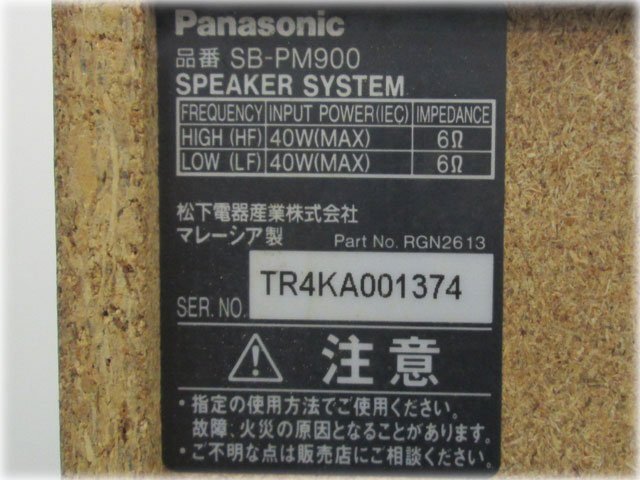 Panasonic
品番 SB-PM900
SPEAKER SYSTEM
FREQUENCY INPUT POWER(IEC) IMPEDANCE
HIGH (HF) 40W(MAX) 6Ω
LOW (LF) 40W(MAX) 6Ω
松下電器産業株式会社
マレーシア製 Part No. RGN2613
SER. NO. TR4KA001374
注意
・指定の使用方法でご使用ください。
故障、火災の原因となることがあります。
・ご不明な点は販売店にご相談ください。